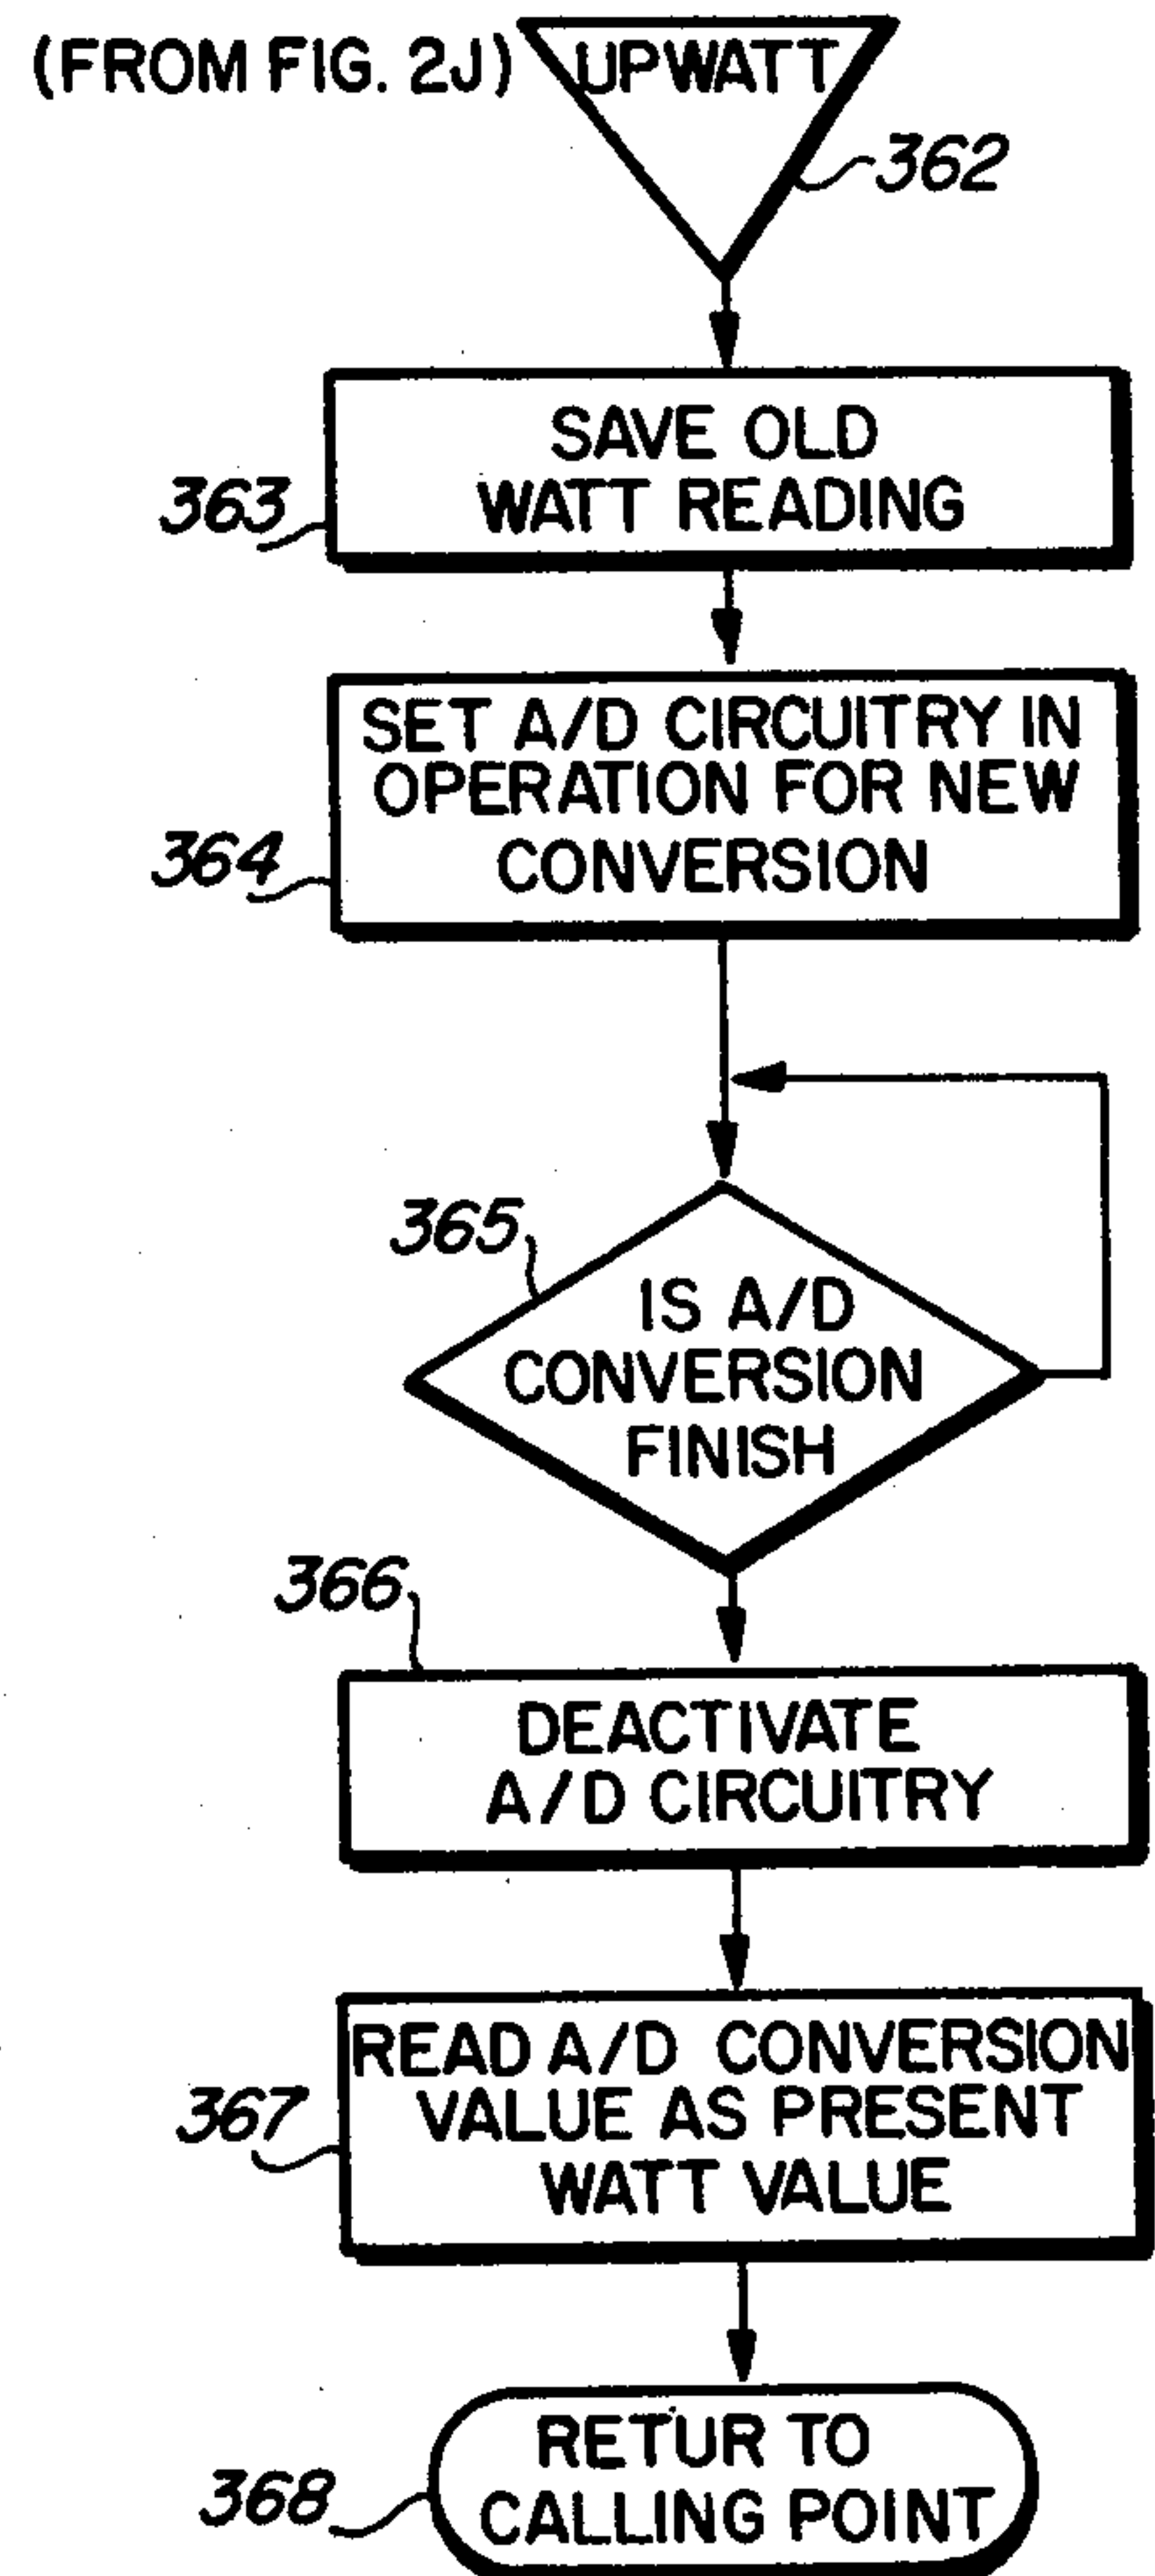 (FROM FIG. 2J)
UPWATT
362
SAVE OLD
WATT READING
363
SET A/D CIRCUITRY IN
OPERATION FOR NEW
CONVERSION
364
365
IS A/D
CONVERSION
FINISH
366
DEACTIVATE
A/D CIRCUITRY
READ A/D CONVERSION
VALUE AS PRESENT
WATT VALUE
367
RETUR TO
CALLING POINT
368